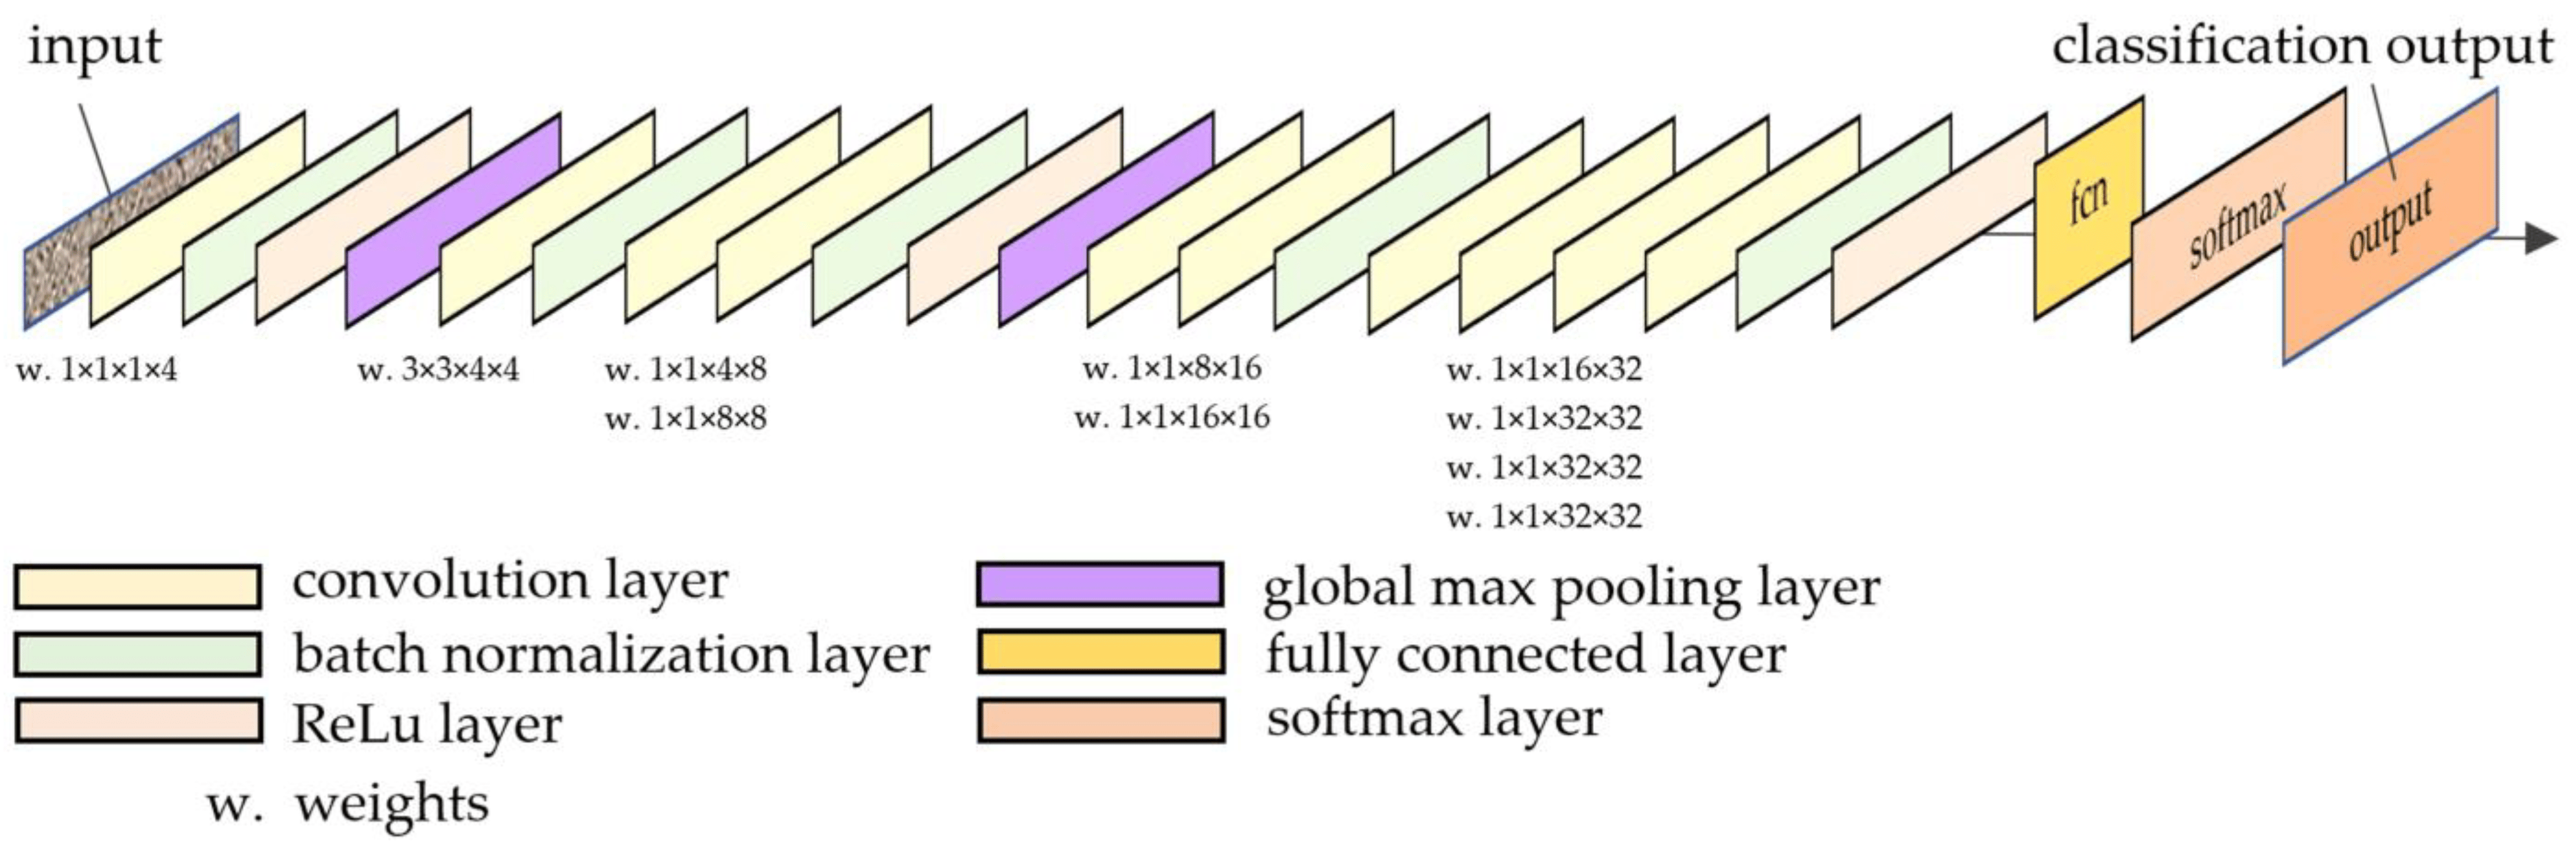 input
classification output
fcn
softmax
output
w. 1×1×1×4
w. 3×3×4×4
w. 1×1×4×8
w. 1×1×8×8
w. 1×1×8×16
w. 1×1×16×16
w. 1×1×16×32
w. 1×1×32×32
w. 1×1×32×32
w. 1×1×32×32
convolution layer
batch normalization layer
ReLu layer
w. weights
global max pooling layer
fully connected layer
softmax layer